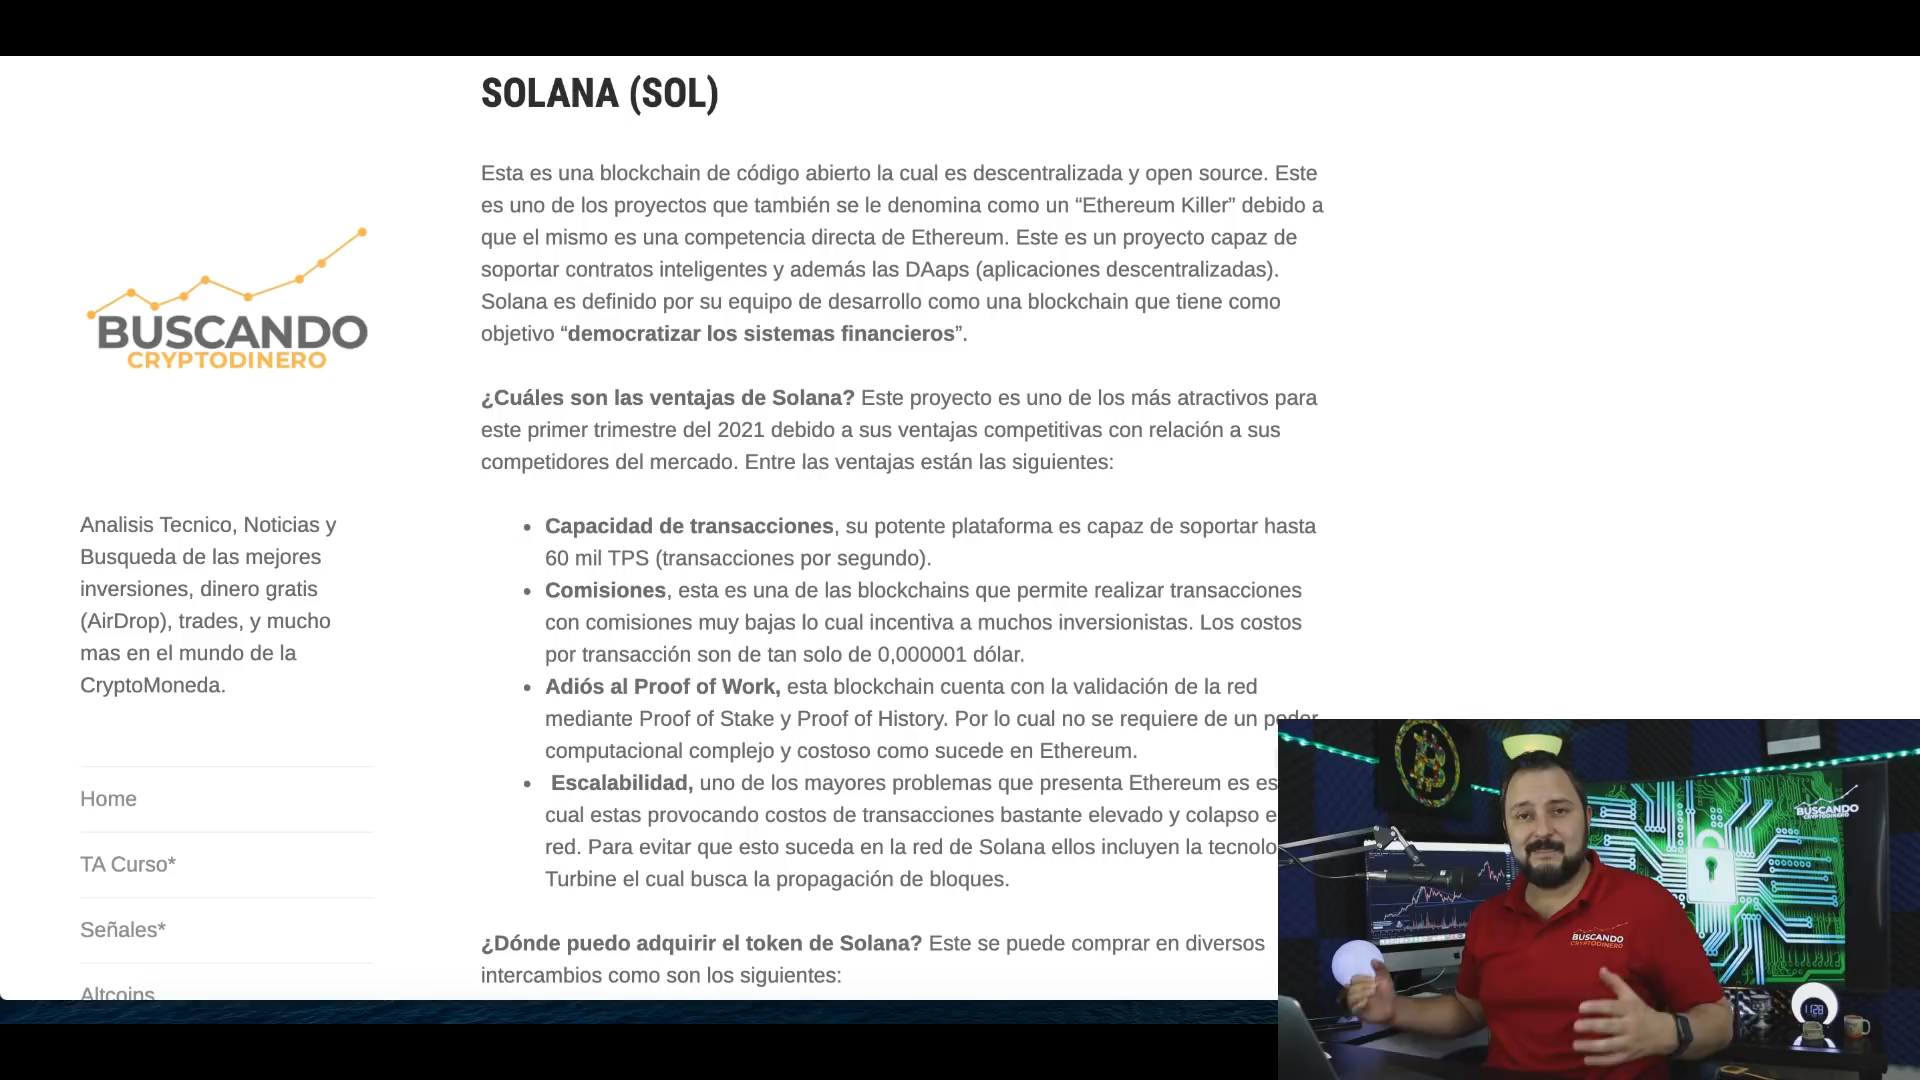 SOLANA (SOL)
Esta es una blockchain de código abierto la cual es descentralizada y open source. Este
es uno de los proyectos que también se le denomina como un “Ethereum Killer” debido a
que el mismo es una competencia directa de Ethereum. Este es un proyecto capaz de
soportar contratos inteligentes y además las DAaps (aplicaciones descentralizadas).
Solana es definido por su equipo de desarrollo como una blockchain que tiene como
objetivo “democratizar los sistemas financieros”.
¿Cuáles son las ventajas de Solana? Este proyecto es uno de los más atractivos para
este primer trimestre del 2021 debido a sus ventajas competitivas con relación a sus
competidores del mercado. Entre las ventajas están las siguientes:
• Capacidad de transacciones, su potente plataforma es capaz de soportar hasta
60 mil TPS (transacciones por segundo).
• Comisiones, esta es una de las blockchains que permite realizar transacciones
con comisiones muy bajas lo cual incentiva a muchos inversionistas. Los costos
por transacción son de tan solo de 0,000001 dólar.
• Adiós al Proof of Work, esta blockchain cuenta con la validación de la red
mediante Proof of Stake y Proof of History. Por lo cual no se requiere de un poder
computacional complejo y costoso como sucede en Ethereum.
• Escalabilidad, uno de los mayores problemas que presenta Ethereum es es
cual estas provocando costos de transacciones bastante elevado y colapso e
red. Para evitar que esto suceda en la red de Solana ellos incluyen la tecnolo
Turbine el cual busca la propagación de bloques.
¿Dónde puedo adquirir el token de Solana? Este se puede comprar en diversos
intercambios como son los siguientes:
BUSCANDO
CRYPTODINERO
Analisis Tecnico, Noticias y
Busqueda de las mejores
inversiones, dinero gratis
(AirDrop), trades, y mucho
mas en el mundo de la
CryptoMoneda.
Home
TA Curso*
Señales*
Altcoins
BUSCANDO
CRYPTODINERO
BUSCANDO
CRYPTODINERO
1128